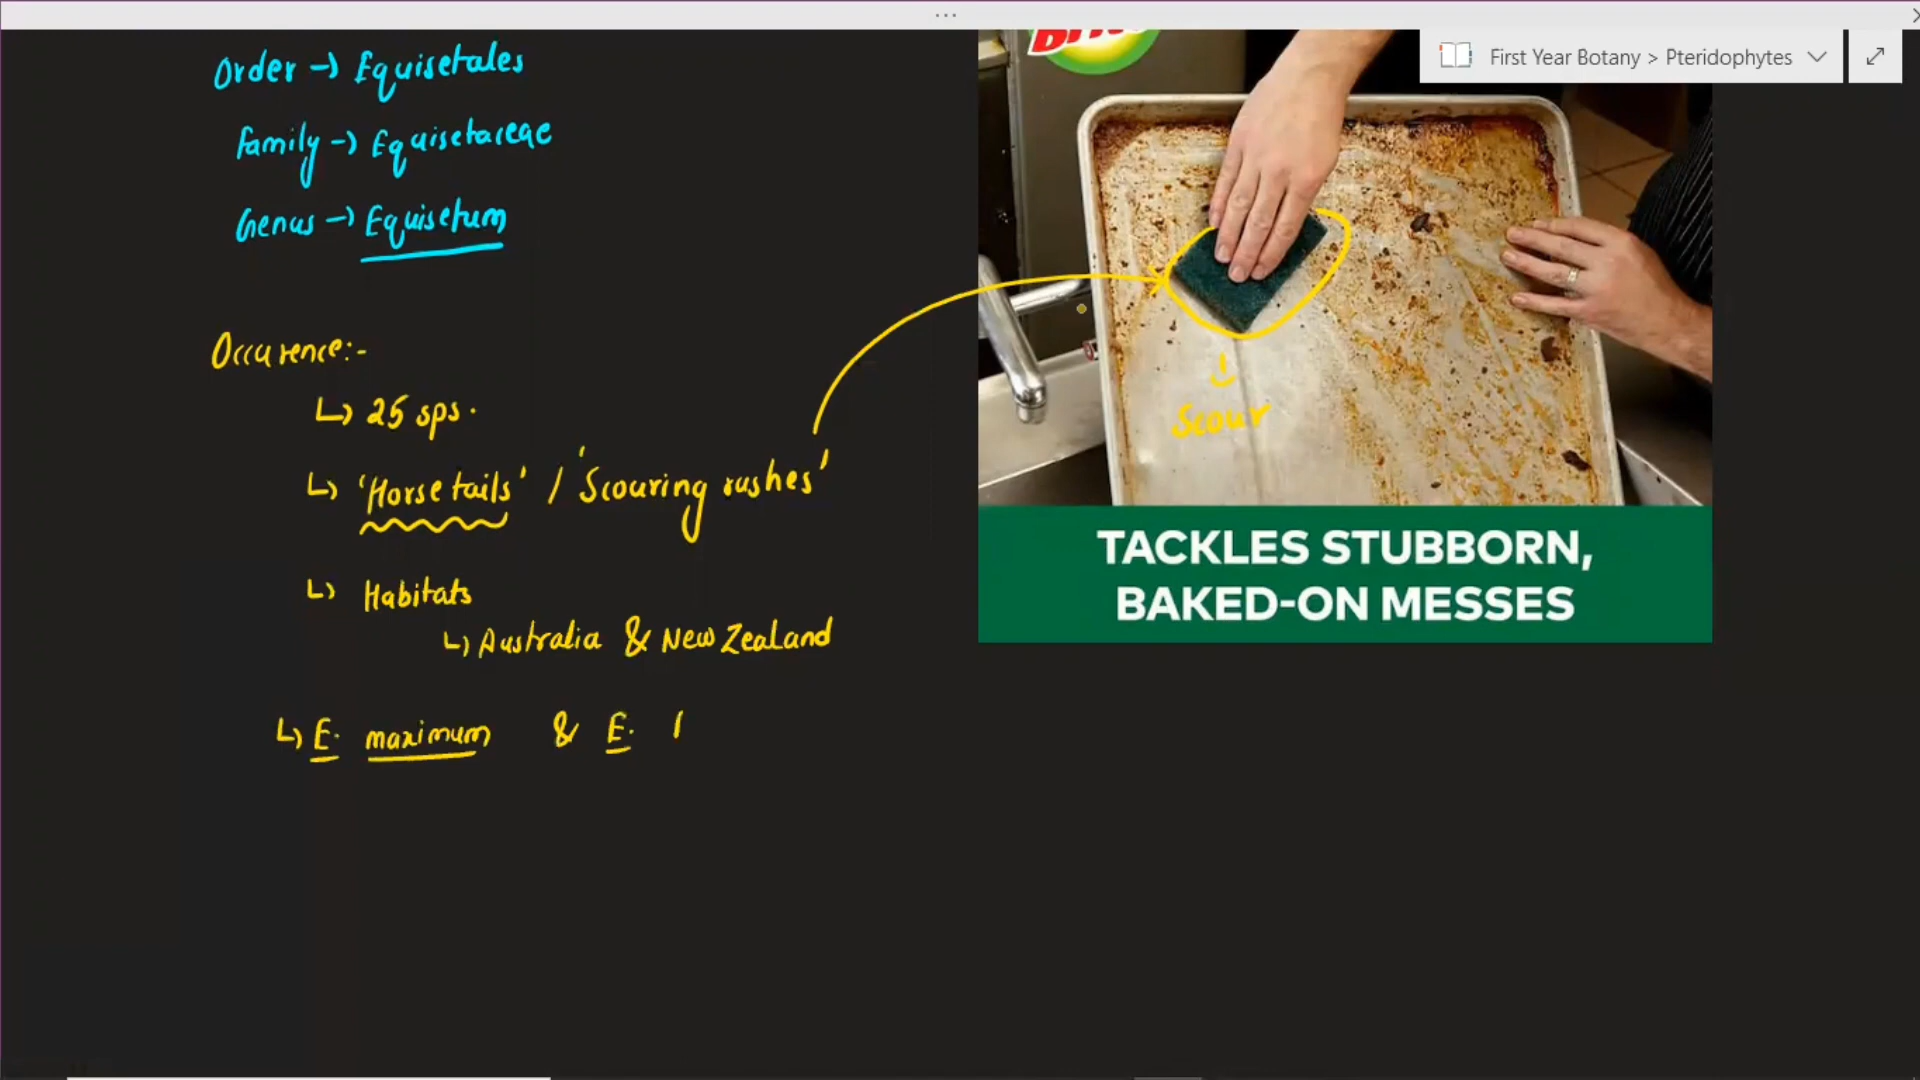 First Year Botany > Pteridophytes
Order → Equisetales
Family → Equisetaceae
Genus → Equisetum
Occurence:-
↳ 25 sps.
↳ 'Horse tails' / 'Scouring rushes'
↳ Habitats
↳ Australia & New Zealand
↳ E. maximum & E.
Scour
TACKLES STUBBORN,
BAKED-ON MESSES